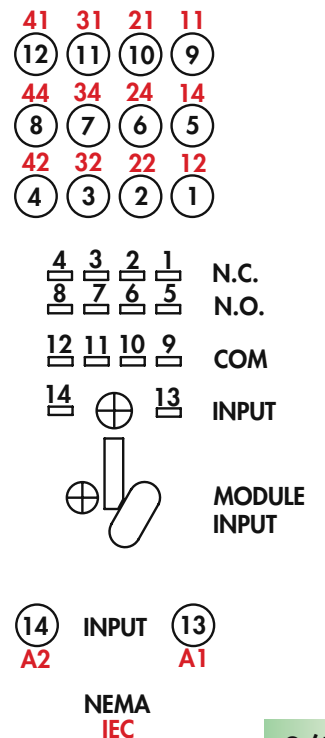 41 31 21 11
12 11 10 9
44 34 24 14
8 7 6 5
42 32 22 12
4 3 2 1
4 3 2 1 N.C.
8 7 6 5 N.O.
12 11 10 9 COM
14 13 INPUT
MODULE
INPUT
14 INPUT 13
A2 A1
NEMA
IEC